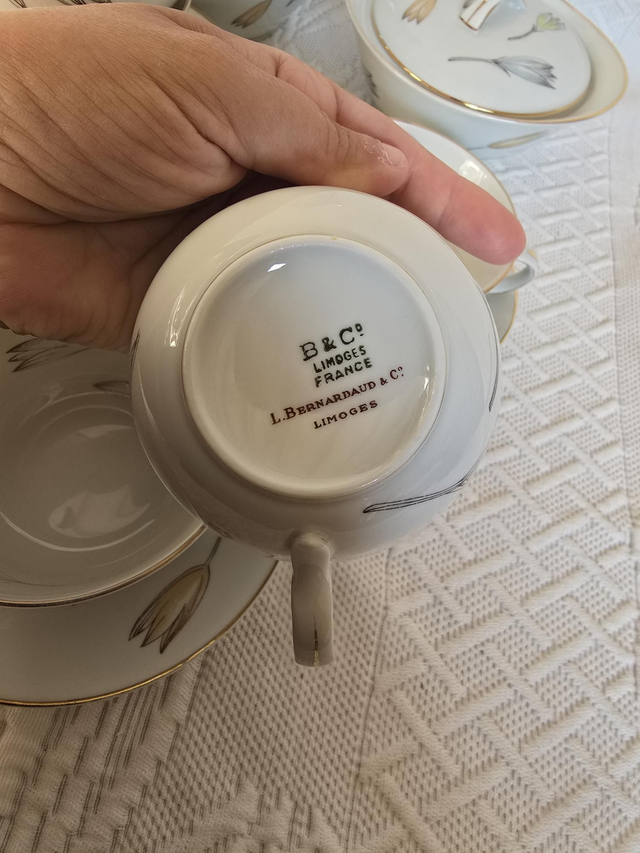 B & Cº
LIMOGES
FRANCE
L. BERNARDAUD & Cº
LIMOGES